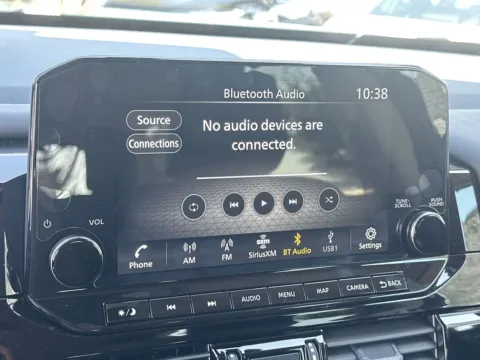 Bluetooth Audio
10:38
Source
Connections
No audio devices are
connected.
VOL
TUNE-
SCROLL
PUSH
SOUND
Phone
AM
FM
SXM
SiriusXM
BT Audio
USB1
Settings
AUDIO
MENU
MAP
CAMERA
BACK